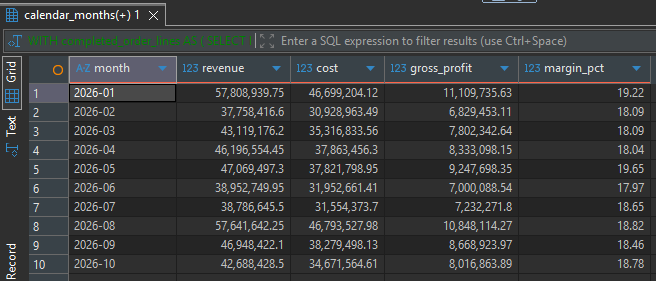 calendar_months(+) 1
WITH completed_order_lines AS ( SELECT Enter a SQL expression to filter results (use Ctrl+Space)
Grid
Text
Record
A-Z month 123 revenue 123 cost 123 gross_profit 123 margin_pct
1 2026-01 57,808,939.75 46,699,204.12 11,109,735.63 19.22
2 2026-02 37,758,416.6 30,928,963.49 6,829,453.11 18.09
3 2026-03 43,119,176.2 35,316,833.56 7,802,342.64 18.09
4 2026-04 46,196,554.45 37,863,456.3 8,333,098.15 18.04
5 2026-05 47,069,497.3 37,821,798.95 9,247,698.35 19.65
6 2026-06 38,952,749.95 31,952,661.41 7,000,088.54 17.97
7 2026-07 38,786,645.5 31,554,373.7 7,232,271.8 18.65
8 2026-08 57,641,642.25 46,793,527.98 10,848,114.27 18.82
9 2026-09 46,948,422.1 38,279,498.13 8,668,923.97 18.46
10 2026-10 42,688,428.5 34,671,564.61 8,016,863.89 18.78